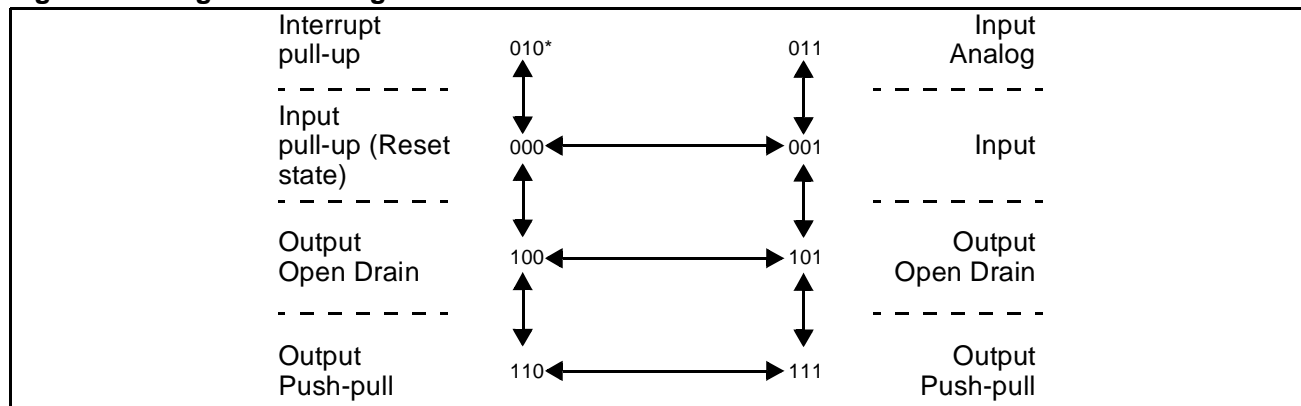 Interrupt
pull-up
010*
011
Input
Analog
Input
pull-up (Reset
state)
000
001
Input
Output
Open Drain
100
101
Output
Open Drain
Output
Push-pull
110
111
Output
Push-pull